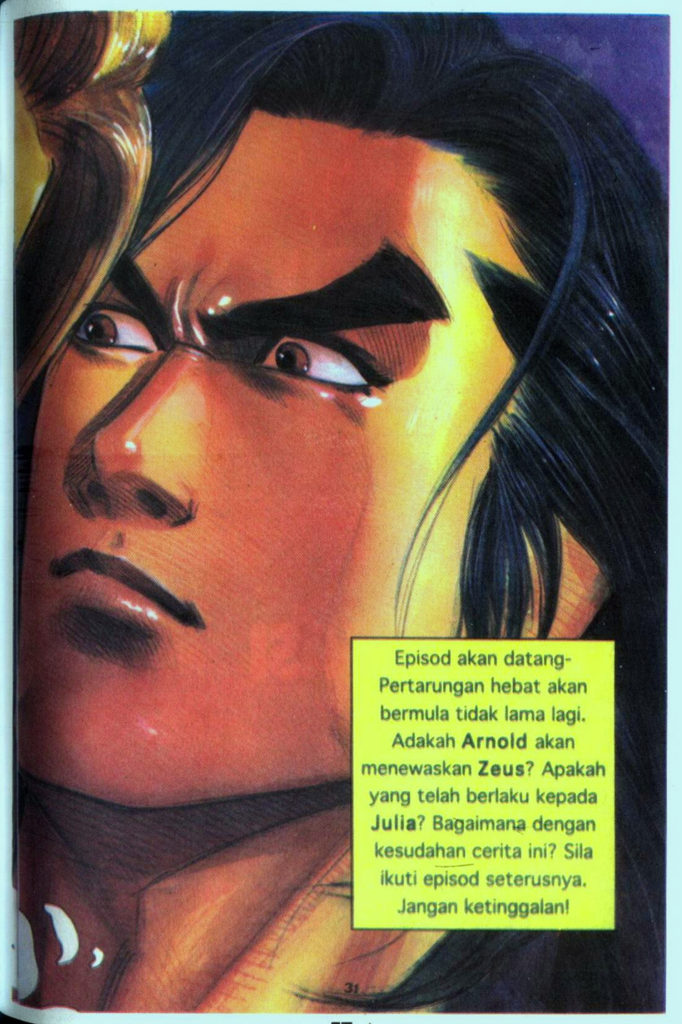 Episod akan datang-
Pertarungan hebat akan
bermula tidak lama lagi.
Adakah Arnold akan
menewaskan Zeus? Apakah
yang telah berlaku kepada
Julia? Bagaimana dengan
kesudahan cerita ini? Sila
ikuti episod seterusnya.
Jangan ketinggalan!
31